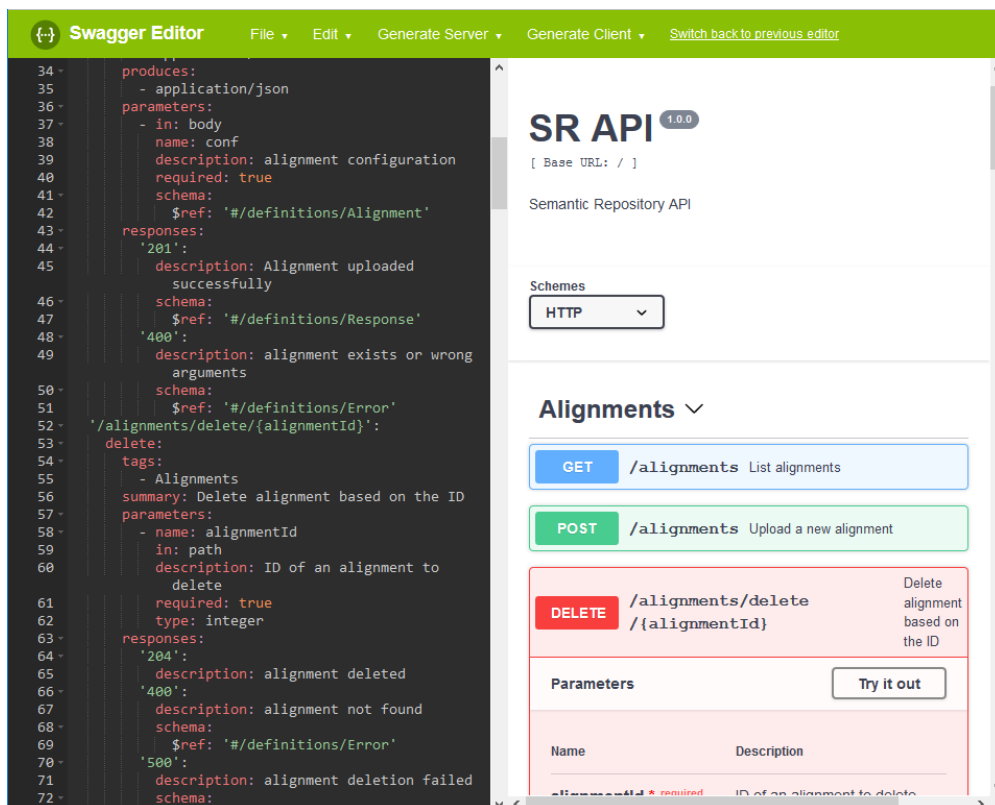 {··} Swagger Editor File Edit Generate Server Generate Client Switch back to previous editor
34 produces:
35 - application/json
36 parameters:
37 - in: body
38 name: conf
39 description: alignment configuration
40 required: true
41 schema:
42 $ref: '#/definitions/Alignment'
43 responses:
44 '201':
45 description: Alignment uploaded
successfully
46 schema:
47 $ref: '#/definitions/Response'
48 '400':
49 description: alignment exists or wrong
arguments
50 schema:
51 $ref: '#/definitions/Error'
52 '/alignments/delete/{alignmentId}':
53 delete:
54 tags:
55 - Alignments
56 summary: Delete alignment based on the ID
57 parameters:
58 - name: alignmentId
59 in: path
60 description: ID of an alignment to
delete
61 required: true
62 type: integer
63 responses:
64 '204':
65 description: alignment deleted
66 '400':
67 description: alignment not found
68 schema:
69 $ref: '#/definitions/Error'
70 '500':
71 description: alignment deletion failed
72 schema:
SR API 1.0.0
[ Base URL: / ]
Semantic Repository API
Schemes
HTTP
Alignments
GET /alignments List alignments
POST /alignments Upload a new alignment
DELETE /alignments/delete
/{alignmentId}
Delete
alignment
based on
the ID
Parameters Try it out
Name Description
alignmentId * required ID of an alignment to delete